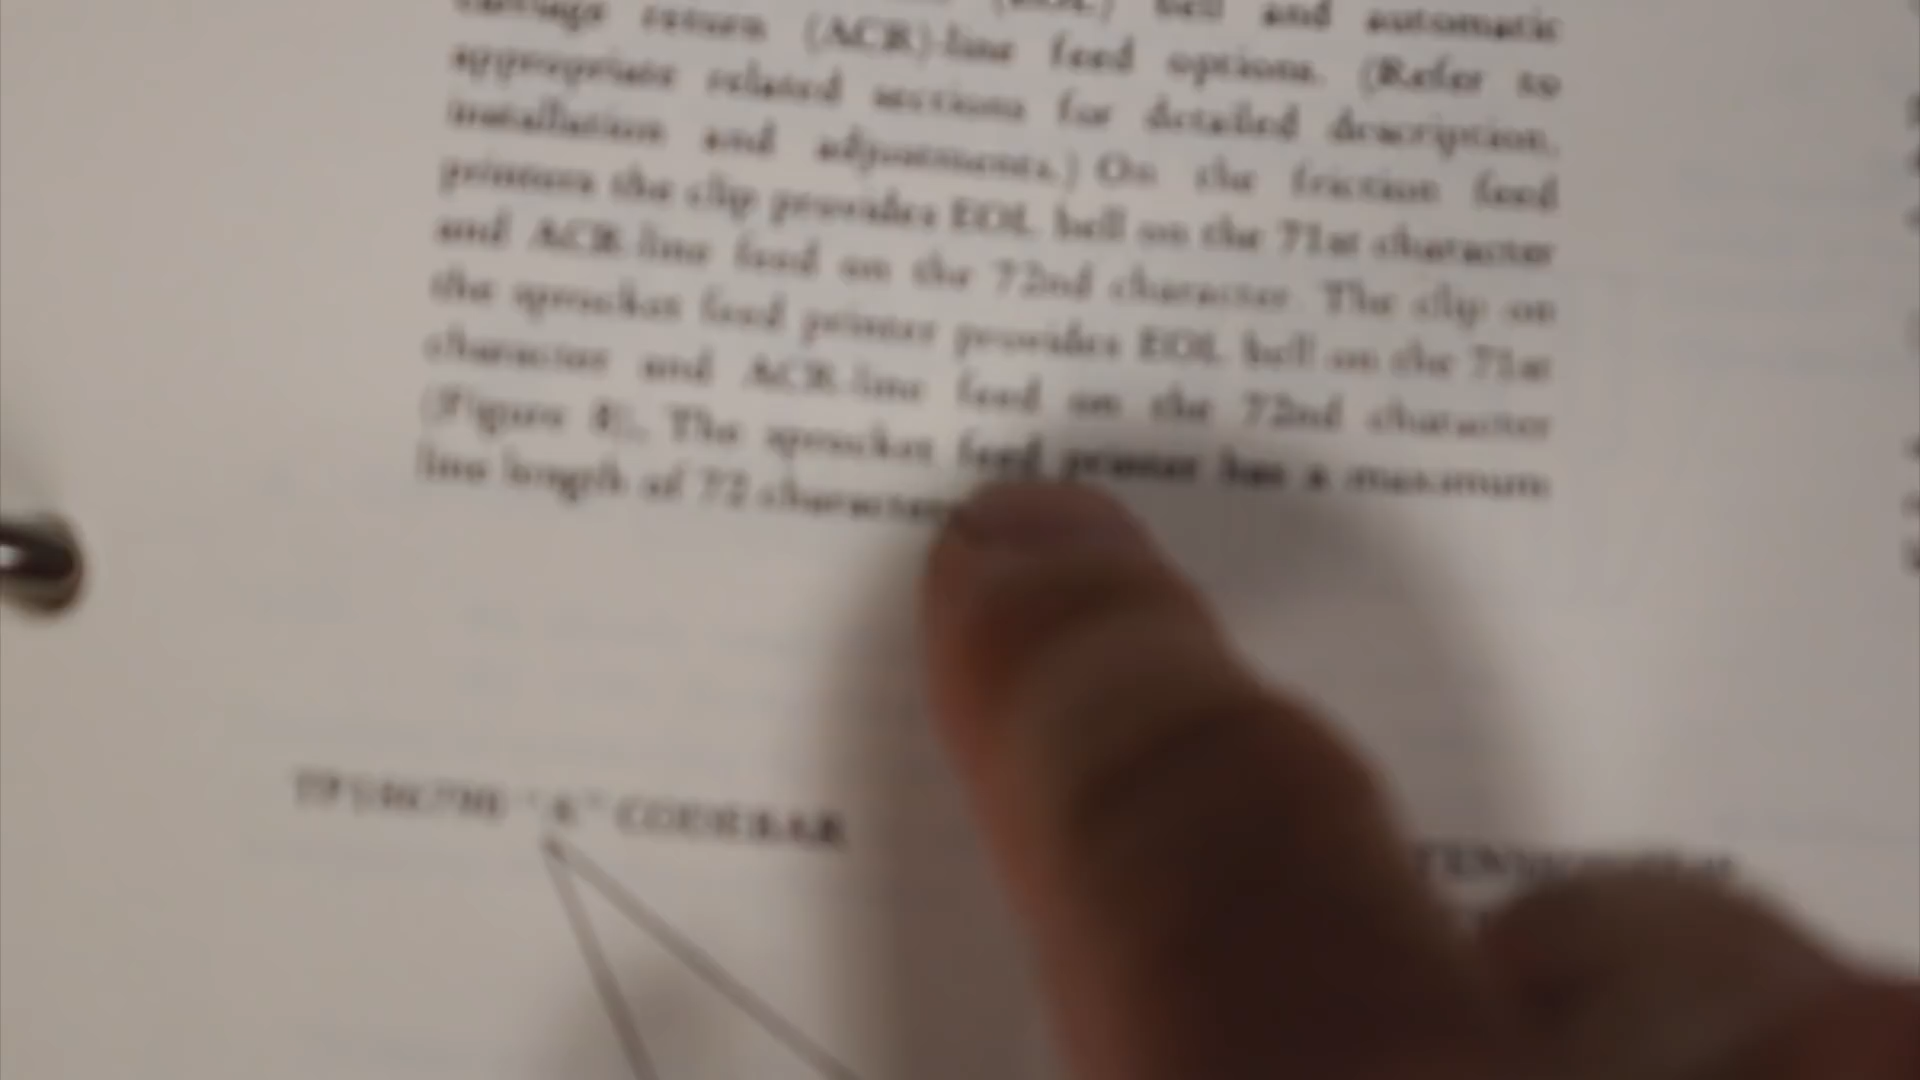 carriage return (ACR)-line feed options. (Refer to
appropriate related sections for detailed description,
installation and adjustments.) On the friction feed
printers the clip provides EOL bell on the 71st character
and ACR-line feed on the 72nd character. The clip on
the sprocket feed printer provides EOL bell on the 71st
character and ACR-line feed on the 72nd character
(Figure 8). The sprocket feed printer has a maximum
line length of 72 character
"A" CODEBAR